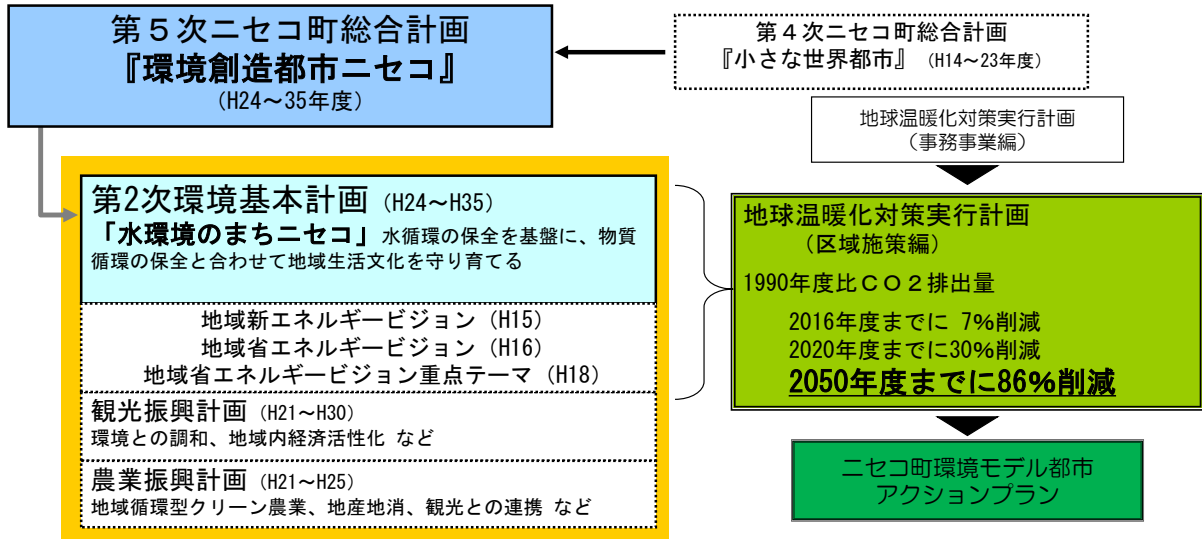 第５次ニセコ町総合計画
『環境創造都市ニセコ』
（H24～35年度）
第４次ニセコ町総合計画
『小さな世界都市』（H14～23年度）
地球温暖化対策実行計画
（事務事業編）
第2次環境基本計画（H24～H35）
「水環境のまちニセコ」水循環の保全を基盤に、物質
循環の保全と合わせて地域生活文化を守り育てる
地域新エネルギービジョン（H15）
地域省エネルギービジョン（H16）
地域省エネルギービジョン重点テーマ（H18）
観光振興計画（H21～H30）
環境との調和、地域内経済活性化 など
農業振興計画（H21～H25）
地域循環型クリーン農業、地産地消、観光との連携 など
地球温暖化対策実行計画
（区域施策編）
1990年度比ＣＯ２排出量
2016年度までに 7%削減
2020年度までに30%削減
2050年度までに86%削減
ニセコ町環境モデル都市
アクションプラン